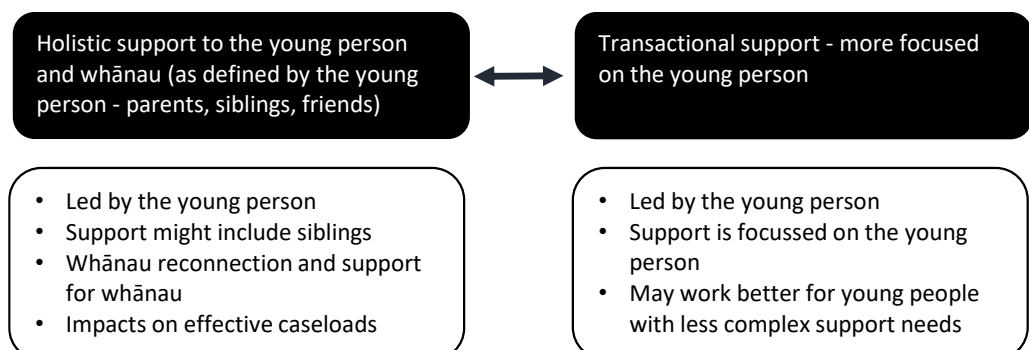 Holistic support to the young person
and whānau (as defined by the young
person - parents, siblings, friends)
Transactional support - more focused
on the young person
• Led by the young person
• Support might include siblings
• Whānau reconnection and support
for whānau
• Impacts on effective caseloads
• Led by the young person
• Support is focussed on the young
person
• May work better for young people
with less complex support needs